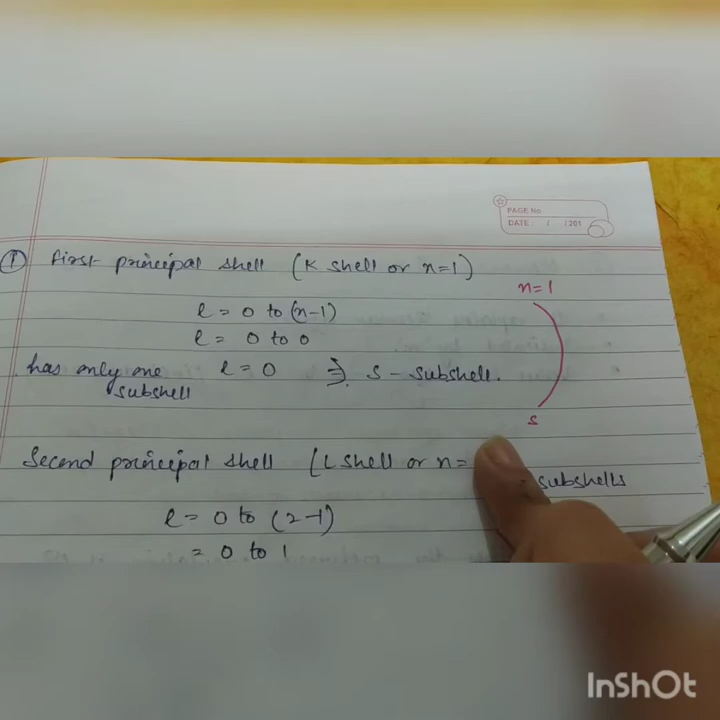 PAGE No
DATE : / / 201
① first principal shell (K shell or n=1)
n=1
l = 0 to (n-1)
l = 0 to 0
has only one subshell
l = 0 ⇒ s - subshell.
s
Second principal shell (L shell or n=
subshells
l = 0 to (2-1)
= 0 to 1
InShOt